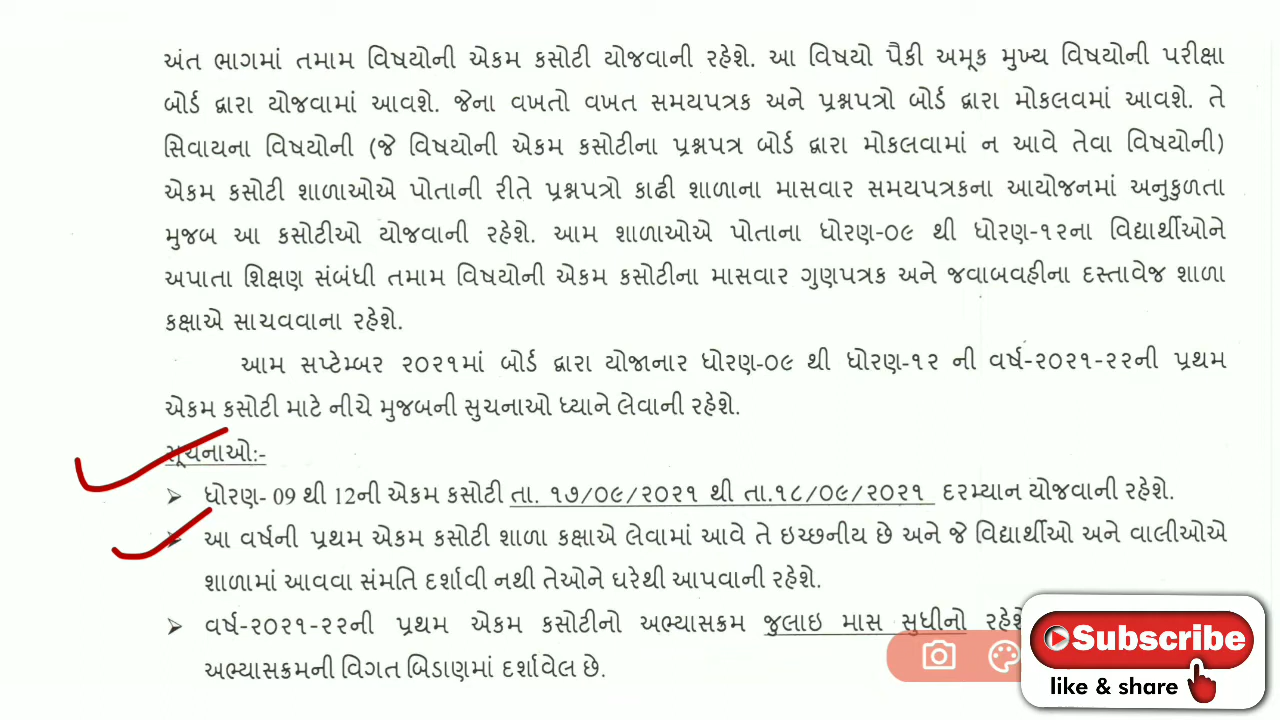 અંત ભાગમાં તમામ વિષયોની એકમ કસોટી યોજવાની રહેશે. આ વિષયો પૈકી અમૂક મુખ્ય વિષયોની પરીક્ષા
બોર્ડ દ્વારા યોજવામાં આવશે. જેના વખતો વખત સમયપત્રક અને પ્રશ્નપત્રો બોર્ડ દ્વારા મોકલવમાં આવશે. તે
સિવાયના વિષયોની (જે વિષયોની એકમ કસોટીના પ્રશ્નપત્ર બોર્ડ દ્વારા મોકલવામાં ન આવે તેવા વિષયોની)
એકમ કસોટી શાળાઓએ પોતાની રીતે પ્રશ્નપત્રો કાઢી શાળાના માસવાર સમયપત્રકના આયોજનમાં અનુકુળતા
મુજબ આ કસોટીઓ યોજવાની રહેશે. આમ શાળાઓએ પોતાના ધોરણ-૦૯ થી ધોરણ-૧૨ના વિદ્યાર્થીઓને
અપાતા શિક્ષણ સંબંધી તમામ વિષયોની એકમ કસોટીના માસવાર ગુણપત્રક અને જવાબવહીના દસ્તાવેજ શાળા
કક્ષાએ સાચવવાના રહેશે.
આમ સપ્ટેમ્બર ૨૦૨૧માં બોર્ડ દ્વારા યોજાનાર ધોરણ-૦૯ થી ધોરણ-૧૨ ની વર્ષ-૨૦૨૧-૨૨ની પ્રથમ
એકમ કસોટી માટે નીચે મુજબની સુચનાઓ ધ્યાને લેવાની રહેશે.
સૂચનાઓ:-
➢ ધોરણ- 09 થી 12ની એકમ કસોટી તા. ૧૭/૦૯/૨૦૨૧ થી તા.૧૮/૦૯/૨૦૨૧ દરમ્યાન યોજવાની રહેશે.
➢ આ વર્ષની પ્રથમ એકમ કસોટી શાળા કક્ષાએ લેવામાં આવે તે ઇચ્છનીય છે અને જે વિદ્યાર્થીઓ અને વાલીઓએ
શાળામાં આવવા સંમતિ દર્શાવી નથી તેઓને ઘરેથી આપવાની રહેશે.
➢ વર્ષ-૨૦૨૧-૨૨ની પ્રથમ એકમ કસોટીનો અભ્યાસક્રમ જુલાઇ માસ સુધીનો રહેશે
અભ્યાસક્રમની વિગત બિડાણમાં દર્શાવેલ છે.
Subscribe
like & share